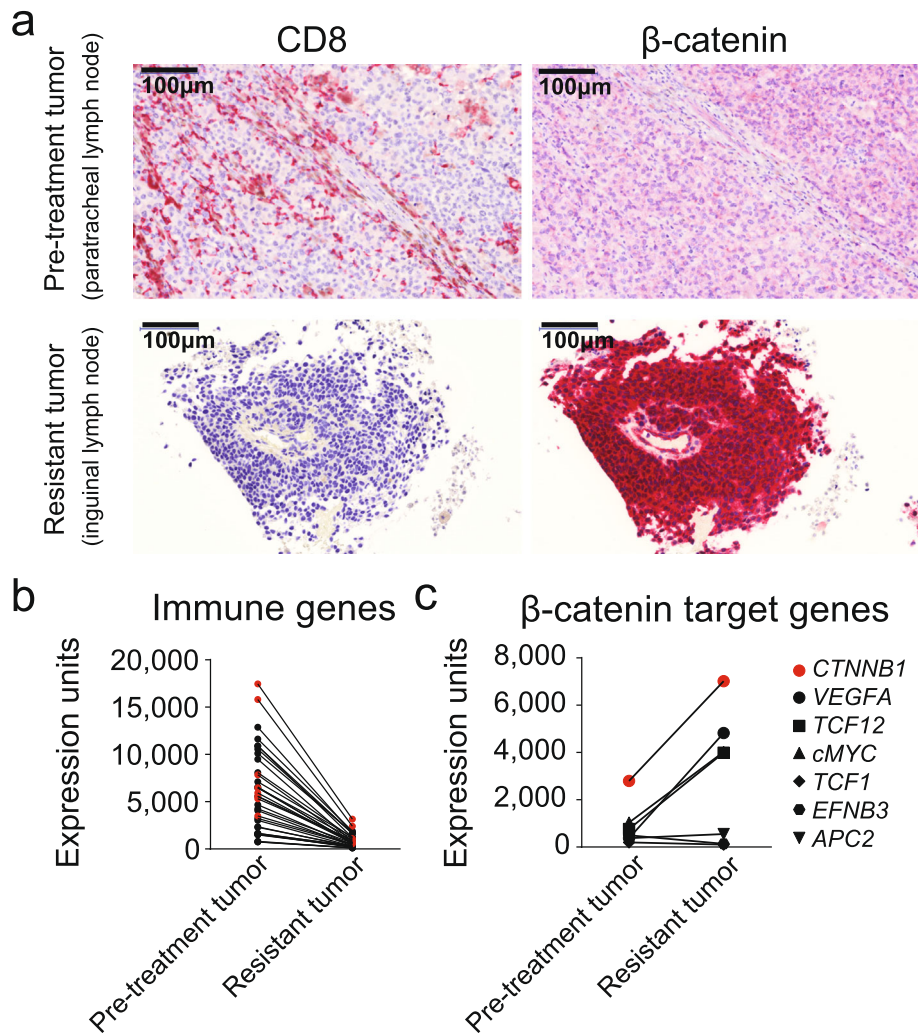 a
CD8
β-catenin
Pre-treatment tumor
(paratracheal lymph node)
100µm
100µm
Resistant tumor
(inguinal lymph node)
100µm
100µm
b
Immune genes
Expression units
20,000
15,000
10,000
5,000
0
Pre-treatment tumor
Resistant tumor
c
β-catenin target genes
Expression units
8,000
6,000
4,000
2,000
0
Pre-treatment tumor
Resistant tumor
CTNNB1
VEGFA
TCF12
cMYC
TCF1
EFNB3
APC2